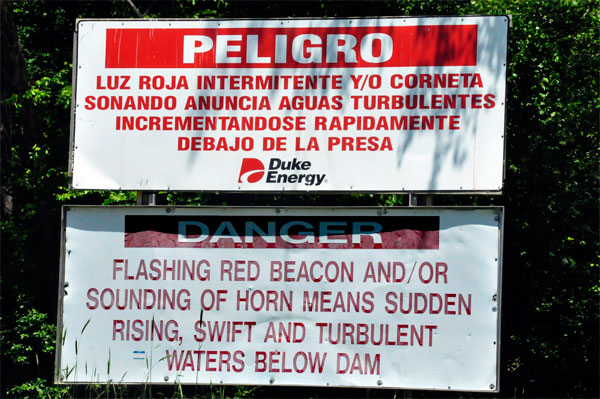 PELIGRO
LUZ ROJA INTERMITENTE Y/O CORNETA
SONANDO ANUNCIA AGUAS TURBULENTES
INCREMENTANDOSE RAPIDAMENTE
DEBAJO DE LA PRESA
Duke
Energy®
DANGER
FLASHING RED BEACON AND/OR
SOUNDING OF HORN MEANS SUDDEN
RISING, SWIFT AND TURBULENT
WATERS BELOW DAM